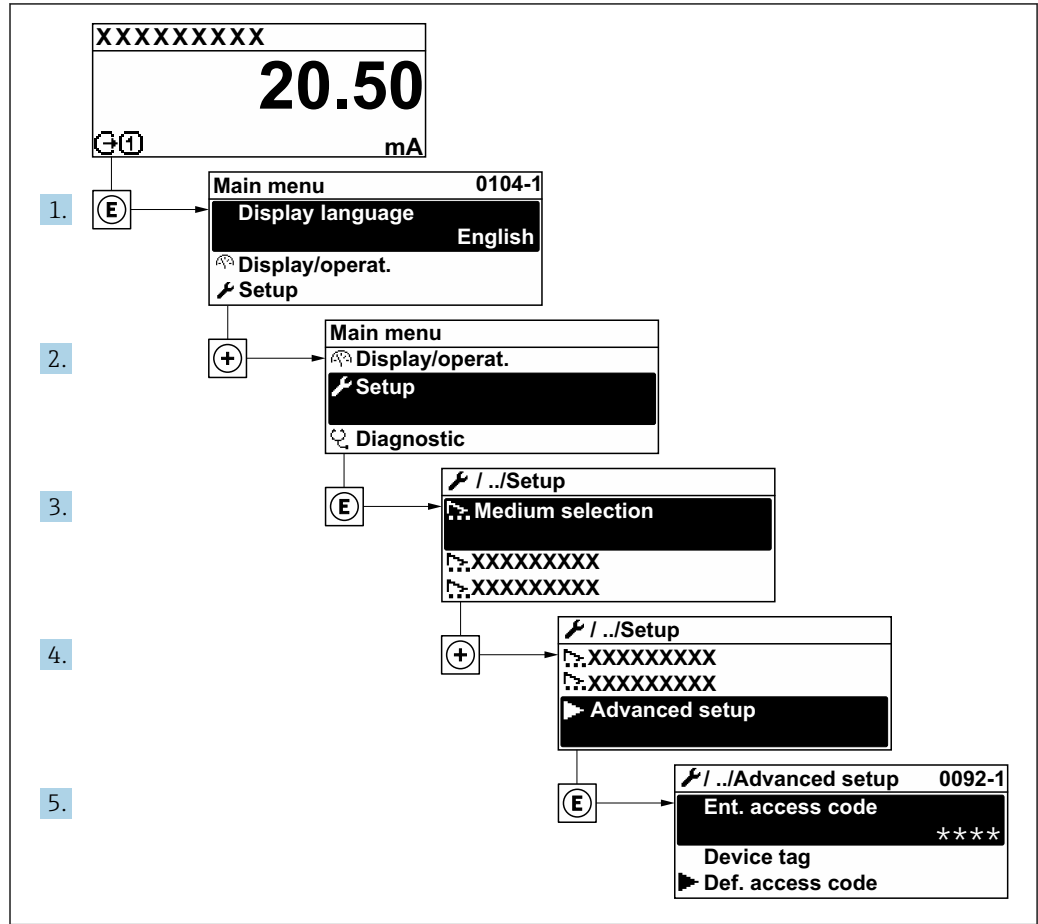 XXXXXXXXX
20.50
1 mA
1. E
Main menu 0104-1
Display language
English
Display/operat.
Setup
2. +
Main menu
Display/operat.
Setup
Diagnostic
3. E
/ ../Setup
Medium selection
XXXXXXXXX
XXXXXXXXX
4. +
/ ../Setup
XXXXXXXXX
XXXXXXXXX
Advanced setup
5. E
/ ../Advanced setup 0092-1
Ent. access code
****
Device tag
Def. access code